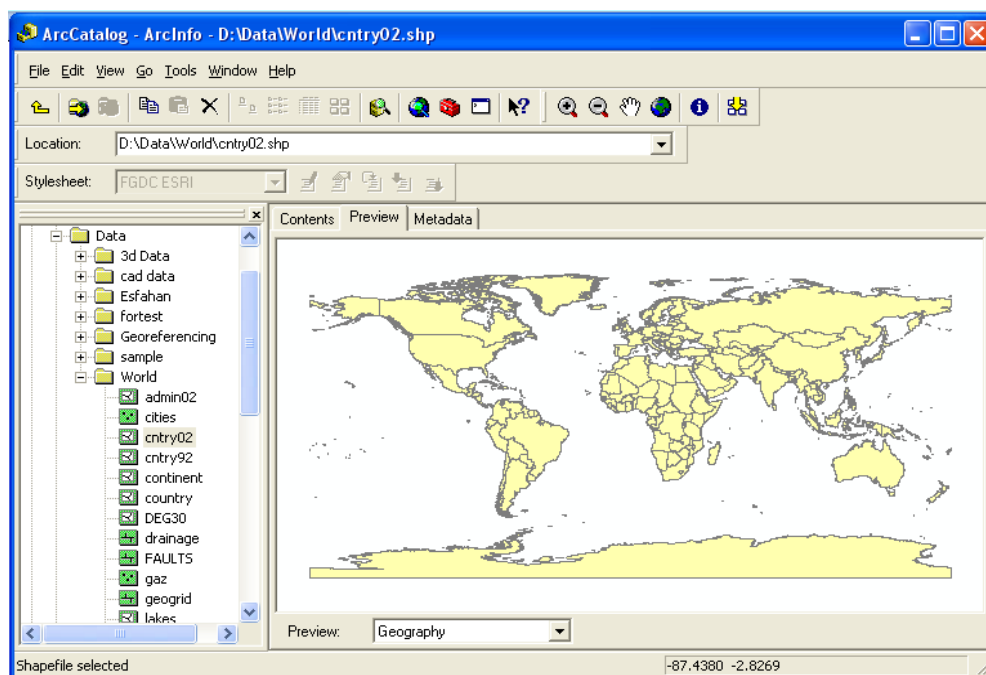 ArcCatalog - ArcInfo - D:\Data\World\cntry02.shp
File Edit View Go Tools Window Help
Location: D:\Data\World\cntry02.shp
Stylesheet: FGDC ESRI
Contents Preview Metadata
Data
3d Data
cad data
Esfahan
fortest
Georeferencing
sample
World
admin02
cities
cntry02
cntry92
continent
country
DEG30
drainage
FAULTS
gaz
geogrid
lakes
Preview: Geography
Shapefile selected
-87.4380 -2.8269